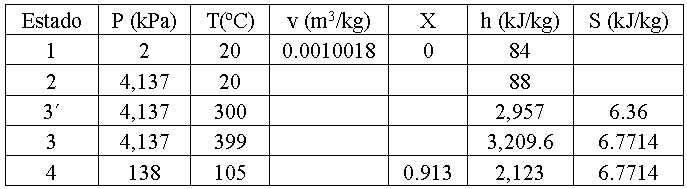 Estado P (kPa) T(ºC) v (m³/kg) X h (kJ/kg) S (kJ/kg)
1 2 20 0.0010018 0 84
2 4,137 20 88
3´ 4,137 300 2,957 6.36
3 4,137 399 3,209.6 6.7714
4 138 105 0.913 2,123 6.7714